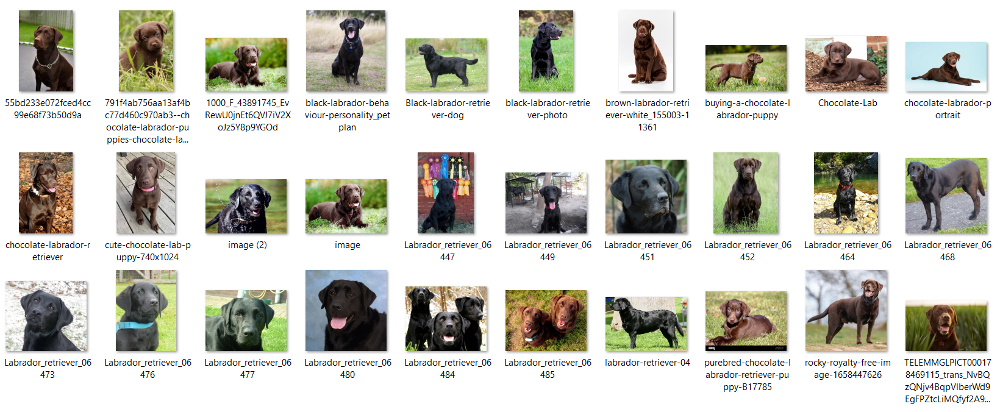 55bd233e072fced4cc
99e68f73b50d9a
791f4ab756aa13af4b
c77d460c970ab3--ch
ocolate-labrador-pu
ppies-chocolate-la...
1000_F_43891745_Ev
RewU0jnEt6QVJ7iV2X
oJz5Y8p9YGOd
black-labrador-beha
viour-personality_pet
plan
Black-labrador-retrie
ver-dog
black-labrador-retrie
ver-photo
brown-labrador-retri
ever-white_155003-1
1361
buying-a-chocolate-l
abrador-puppy
Chocolate-Lab
chocolate-labrador-p
ortrait
chocolate-labrador-r
etriever
cute-chocolate-lab-p
uppy-740x1024
image (2)
image
Labrador_retriever_06
447
Labrador_retriever_06
449
Labrador_retriever_06
451
Labrador_retriever_06
452
Labrador_retriever_06
464
Labrador_retriever_06
468
Labrador_retriever_06
473
Labrador_retriever_06
476
Labrador_retriever_06
477
Labrador_retriever_06
480
Labrador_retriever_06
484
Labrador_retriever_06
485
labrador-retriever-04
purebred-chocolate-l
abrador-retriever-pu
ppy-B17785
rocky-royalty-free-im
age-1658447626
TELEMMGLPICT00017
8469115_trans_NvBQ
zQNjv4BqpVlberWd9
EgFPZtcLiMQfyf2A9...